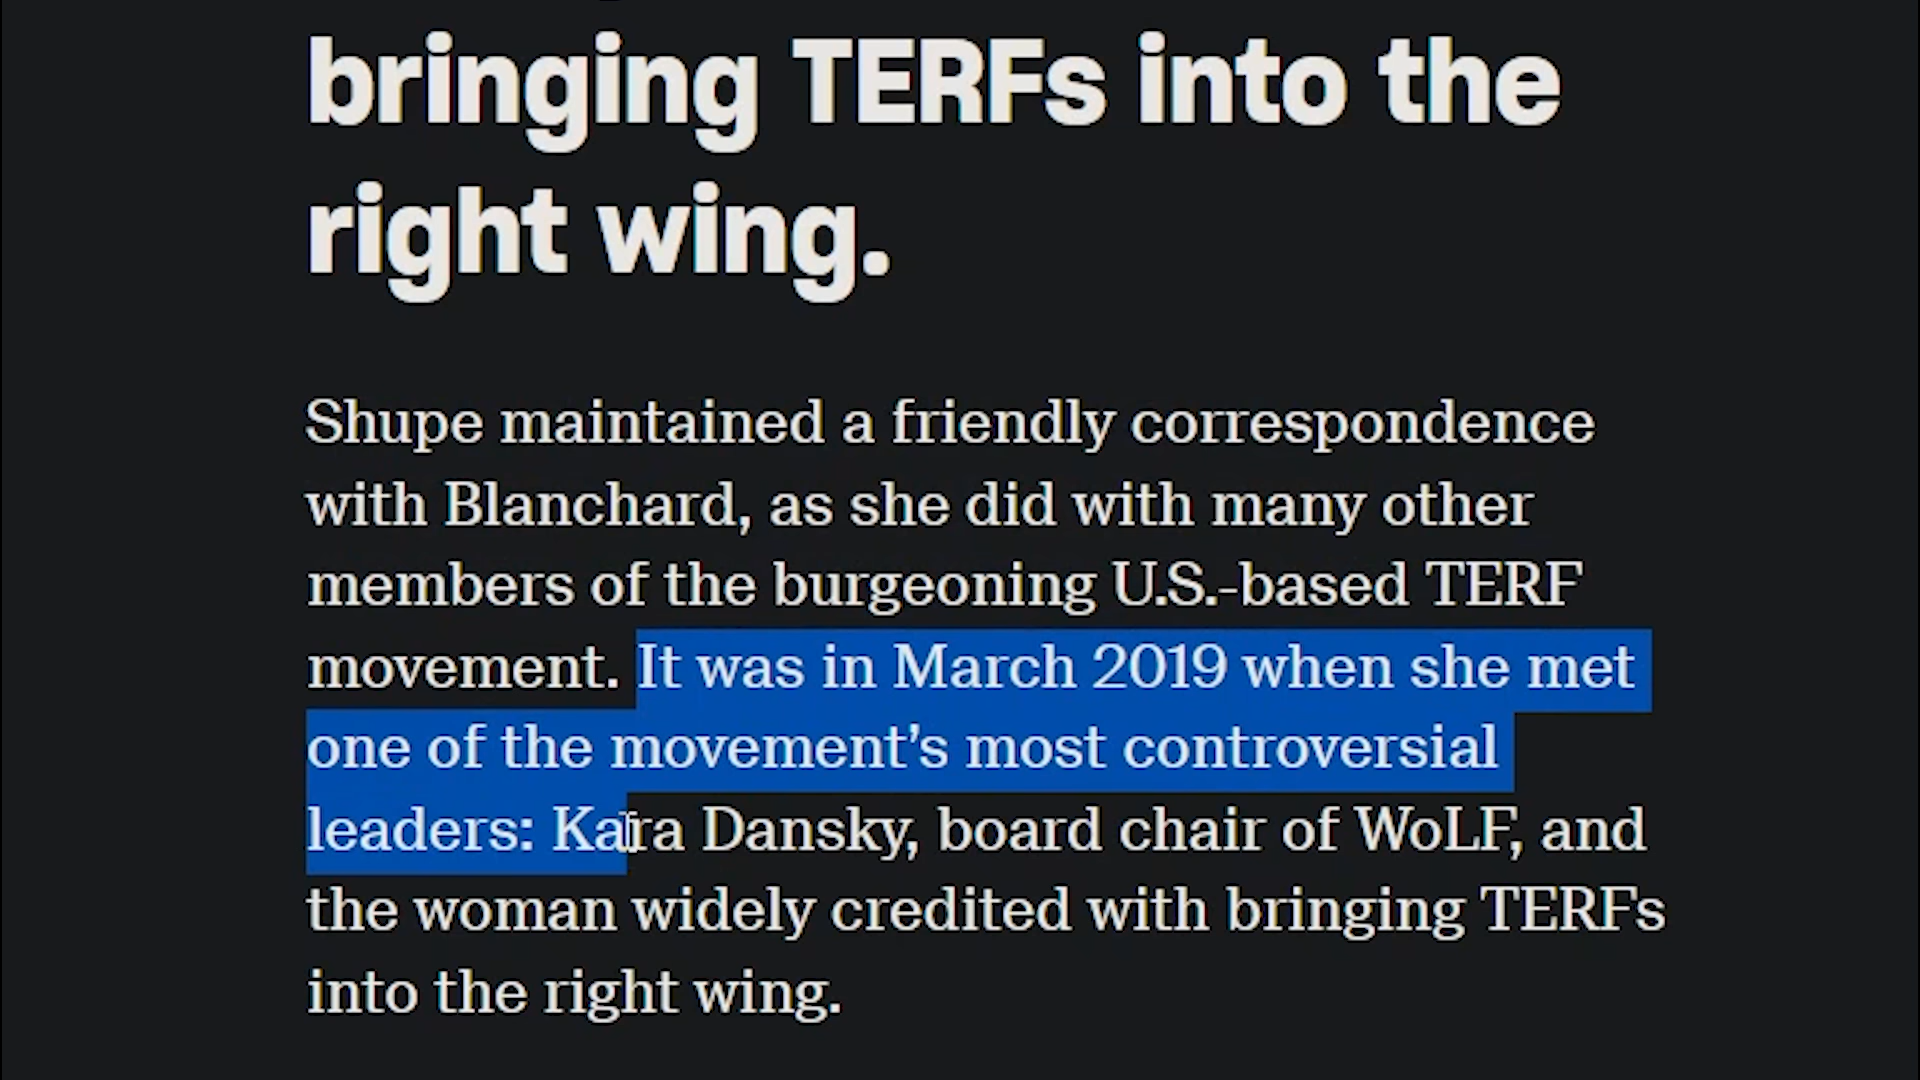 bringing TERFs into the
right wing.
Shupe maintained a friendly correspondence
with Blanchard, as she did with many other
members of the burgeoning U.S.-based TERF
movement. It was in March 2019 when she met
one of the movement’s most controversial
leaders: Kara Dansky, board chair of WoLF, and
the woman widely credited with bringing TERFs
into the right wing.